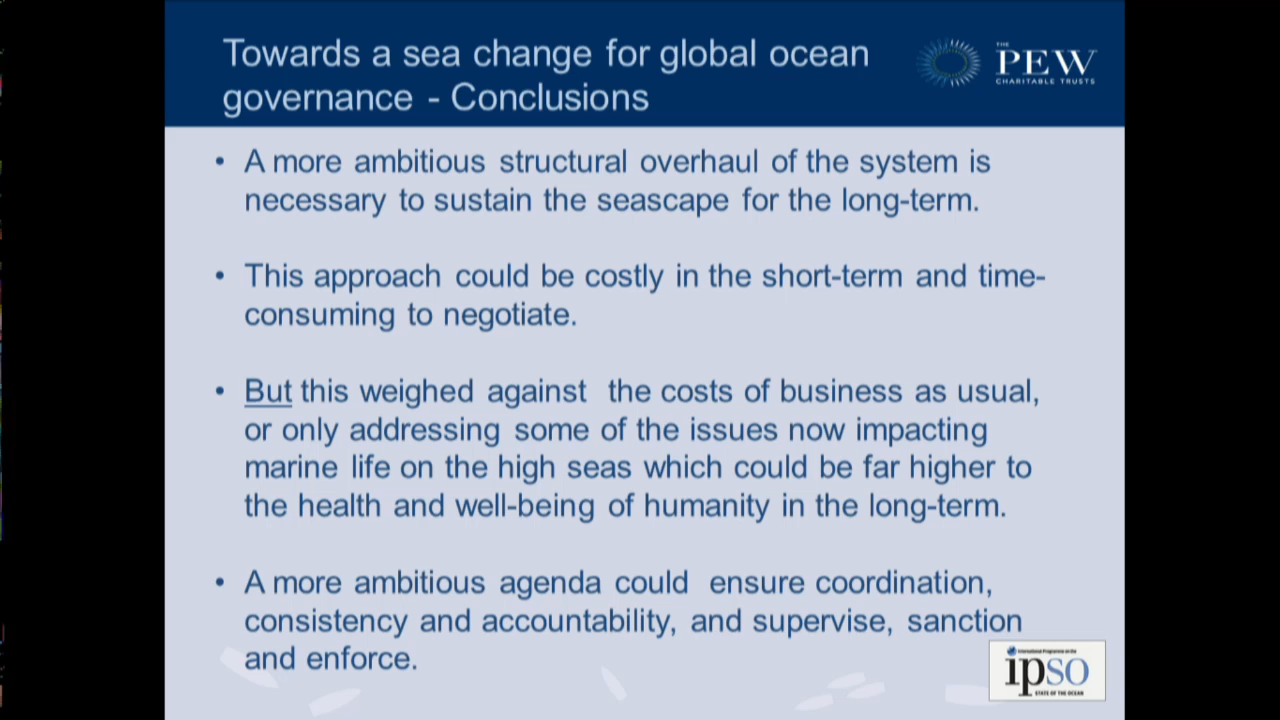 Towards a sea change for global ocean
governance - Conclusions
THE
PEW
CHARITABLE TRUSTS
• A more ambitious structural overhaul of the system is
necessary to sustain the seascape for the long-term.
• This approach could be costly in the short-term and time-
consuming to negotiate.
• But this weighed against the costs of business as usual,
or only addressing some of the issues now impacting
marine life on the high seas which could be far higher to
the health and well-being of humanity in the long-term.
• A more ambitious agenda could ensure coordination,
consistency and accountability, and supervise, sanction
and enforce.
International Programme on the
ipso
STATE OF THE OCEAN